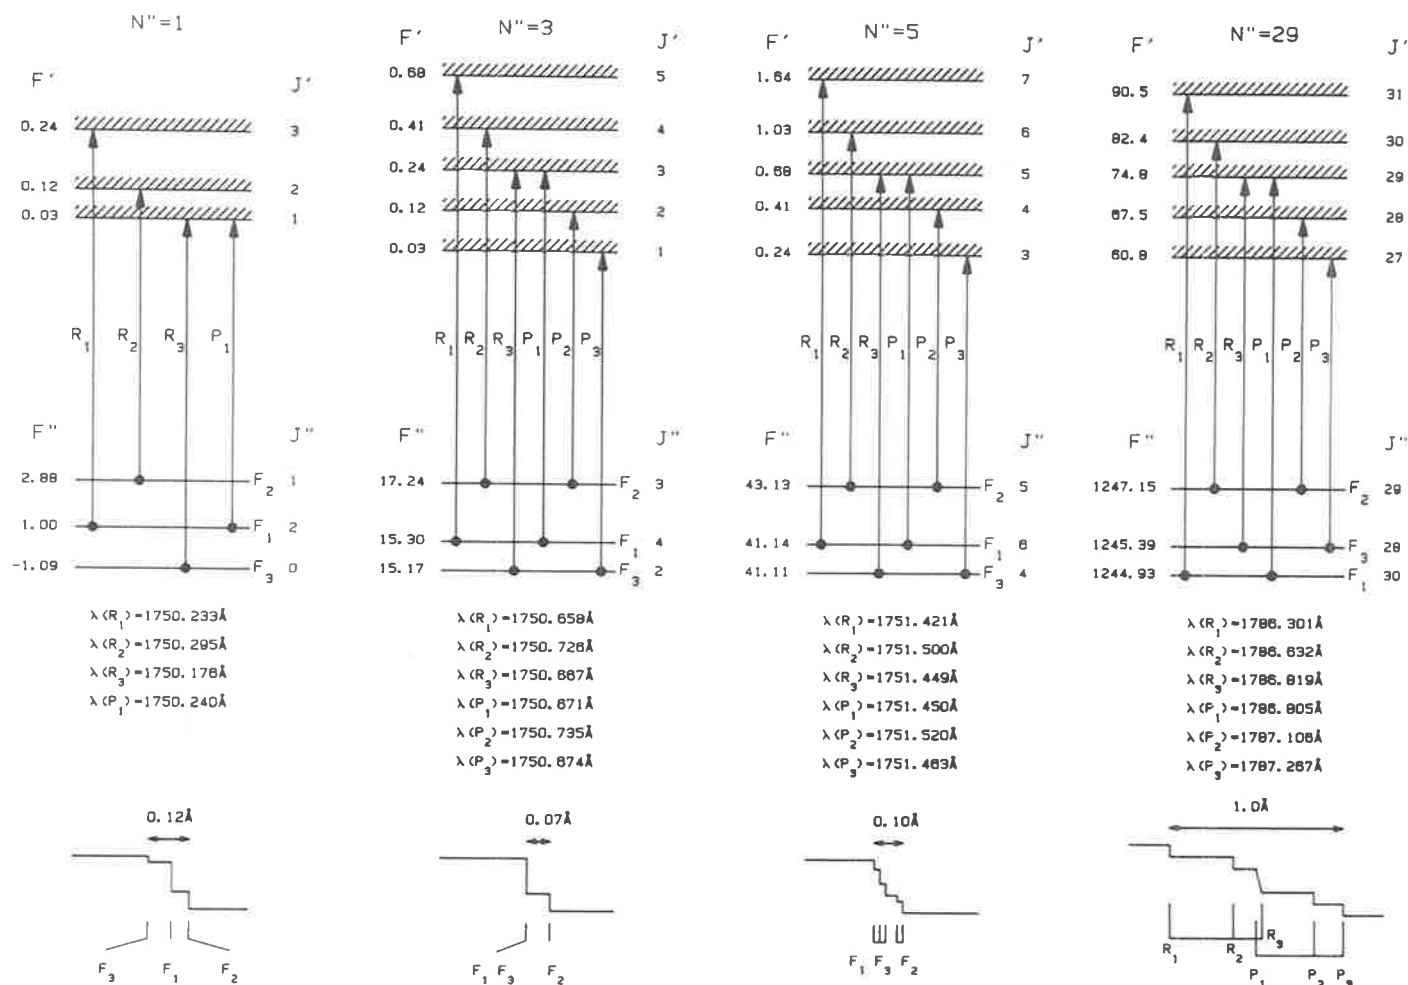 N''=1
F'
J'
0.24
3
0.12
2
0.03
1
R1
R2
R3
P1
F''
J''
2.88
F2
1
1.00
F1
2
-1.09
F3
0
λ(R1)=1750.233Å
λ(R2)=1750.295Å
λ(R3)=1750.176Å
λ(P1)=1750.240Å
0.12Å
F3
F1
F2
N''=3
F'
J'
0.68
5
0.41
4
0.24
3
0.12
2
0.03
1
R1
R2
R3
P1
P2
P3
F''
J''
17.24
F2
3
15.30
F1
4
15.17
F3
2
λ(R1)=1750.658Å
λ(R2)=1750.726Å
λ(R3)=1750.667Å
λ(P1)=1750.671Å
λ(P2)=1750.735Å
λ(P3)=1750.674Å
0.07Å
F1 F3
F2
N''=5
F'
J'
1.64
7
1.03
6
0.68
5
0.41
4
0.24
3
R1
R2
R3
P1
P2
P3
F''
J''
43.13
F2
5
41.14
F1
6
41.11
F3
4
λ(R1)=1751.421Å
λ(R2)=1751.500Å
λ(R3)=1751.449Å
λ(P1)=1751.450Å
λ(P2)=1751.520Å
λ(P3)=1751.463Å
0.10Å
F1 F3 F2
N''=29
F'
J'
90.5
31
82.4
30
74.8
29
67.5
28
60.8
27
R1
R2
R3
P1
P2
P3
F''
J''
1247.15
F2
29
1245.39
F3
28
1244.93
F1
30
λ(R1)=1786.301Å
λ(R2)=1786.632Å
λ(R3)=1786.819Å
λ(P1)=1786.805Å
λ(P2)=1787.106Å
λ(P3)=1787.267Å
1.0Å
R1
R2
R3
P1
P2
P3